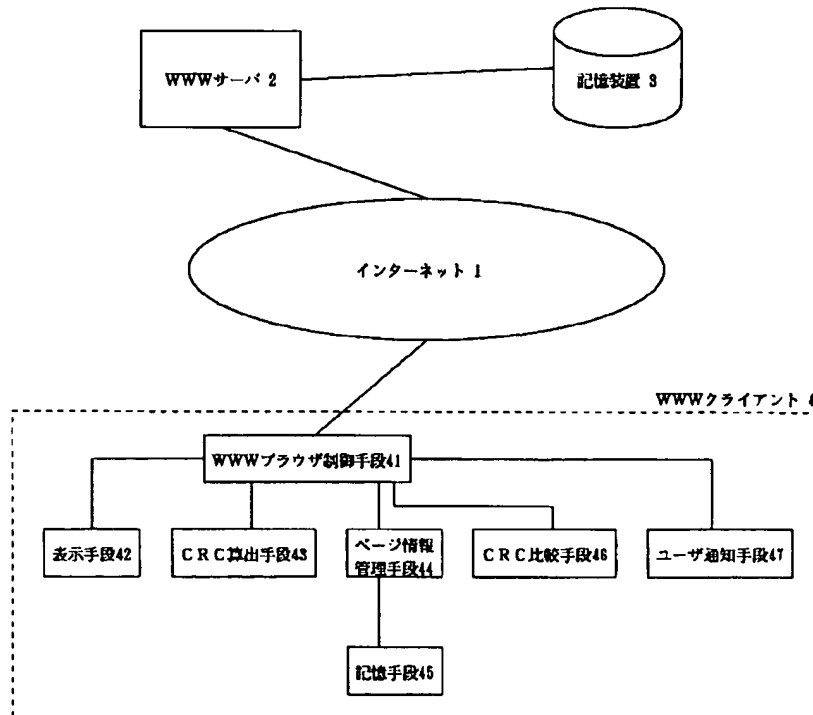 WWWサーバ 2
記憶装置 3
インターネット 1
WWWクライアント
WWWブラウザ制御手段41
表示手段42
CRC算出手段43
ページ情報
管理手段44
CRC比較手段46
ユーザ通知手段47
記憶手段45